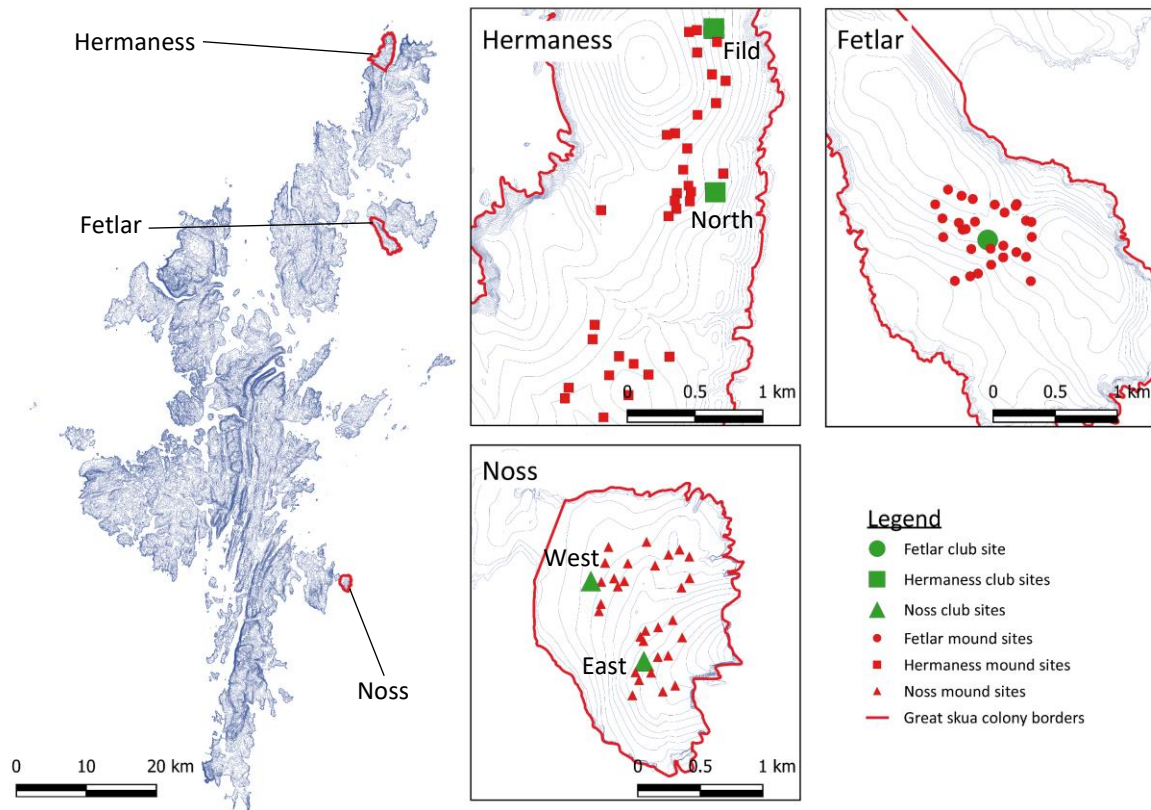 Hermaness
Fetlar
Noss
0 10 20 km
Hermaness
Fild
North
0 0.5 1 km
Fetlar
0 0.5 1 km
Noss
West
East
0 0.5 1 km
Legend
Fetlar club site
Hermaness club sites
Noss club sites
Fetlar mound sites
Hermaness mound sites
Noss mound sites
Great skua colony borders